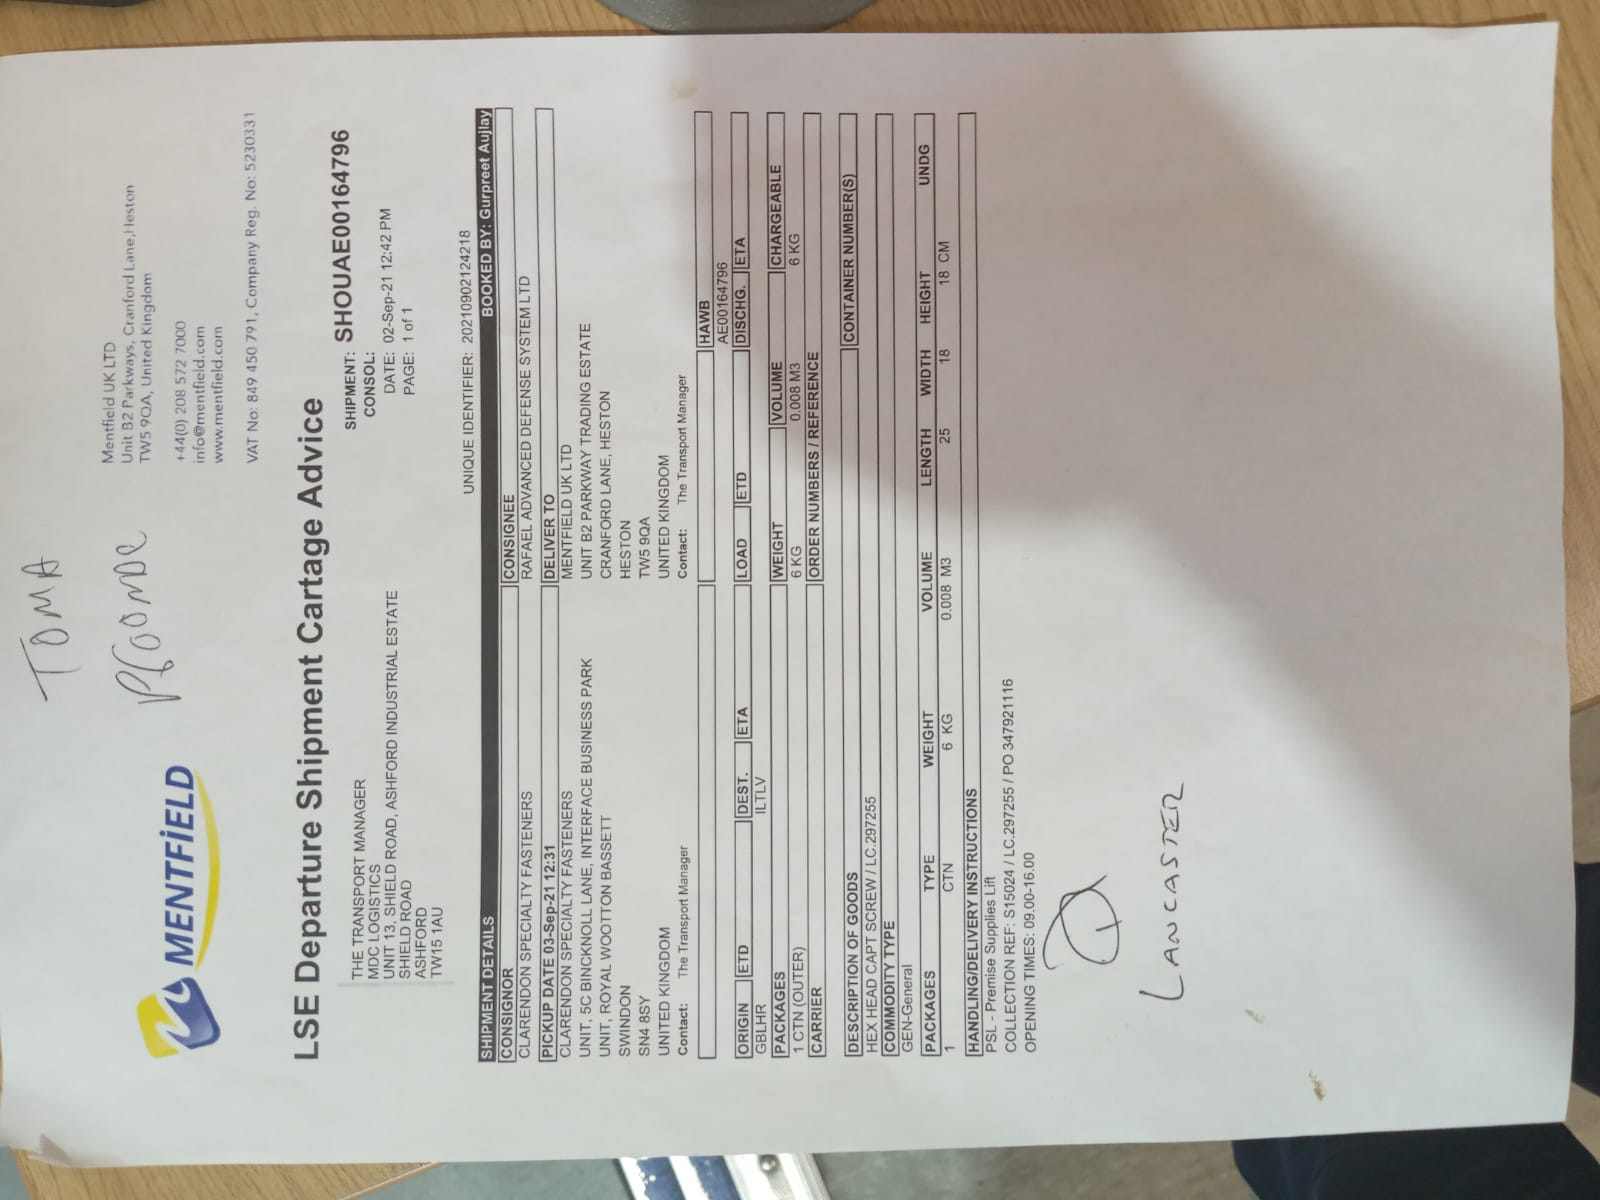 TOMA
MENTFiELD
Mentfield UK LTD
Unit B2 Parkways, Cranford Lane,Heston
TW5 9QA, United Kingdom
+44(0) 208 572 7000
info@mentfield.com
www.mentfield.com
VAT No: 849 450 791, Company Reg. No: 5230331
LSE Departure Shipment Cartage Advice
THE TRANSPORT MANAGER
MDC LOGISTICS
UNIT 13, SHIELD ROAD, ASHFORD INDUSTRIAL ESTATE
SHIELD ROAD
ASHFORD
TW15 1AU
SHIPMENT: SHOUAE00164796
CONSOL:
DATE: 02-Sep-21 12:42 PM
PAGE: 1 of 1
UNIQUE IDENTIFIER: 20210902124218
SHIPMENT DETAILS BOOKED BY: Gurpreet Aujlay
CONSIGNOR CONSIGNEE
CLARENDON SPECIALTY FASTENERS RAFAEL ADVANCED DEFENSE SYSTEM LTD
PICKUP DATE 03-Sep-21 12:31 DELIVER TO
CLARENDON SPECIALTY FASTENERS MENTFIELD UK LTD
UNIT, 5C BINCKNOLL LANE, INTERFACE BUSINESS PARK UNIT B2 PARKWAY TRADING ESTATE
UNIT, ROYAL WOOTTON BASSETT CRANFORD LANE, HESTON
SWINDON HESTON
SN4 8SY TW5 9QA
UNITED KINGDOM UNITED KINGDOM
Contact: The Transport Manager Contact: The Transport Manager
HAWB
AE00164796
ORIGIN ETD DEST. ETA LOAD ETD DISCHG. ETA
GBLHR ILTLV
PACKAGES WEIGHT VOLUME CHARGEABLE
1 CTN (OUTER) 6 KG 0.008 M3 6 KG
CARRIER ORDER NUMBERS / REFERENCE
DESCRIPTION OF GOODS CONTAINER NUMBER(S)
HEX HEAD CAPT SCREW / LC.297255
COMMODITY TYPE
GEN-General
PACKAGES TYPE WEIGHT VOLUME LENGTH WIDTH HEIGHT UNDG
1 CTN 6 KG 0.008 M3 25 18 18 CM
HANDLING/DELIVERY INSTRUCTIONS
PSL - Premise Supplies Lift
COLLECTION REF: S15024 / LC.297255 / PO 347921116
OPENING TIMES: 09.00-16.00
LANCASTER